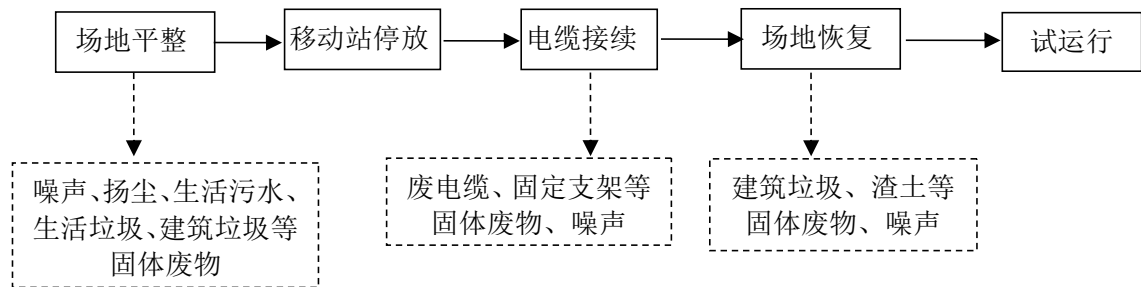 场地平整
移动站停放
电缆接续
场地恢复
试运行
噪声、扬尘、生活污水、
生活垃圾、建筑垃圾等
固体废物
废电缆、固定支架等
固体废物、噪声
建筑垃圾、渣土等
固体废物、噪声